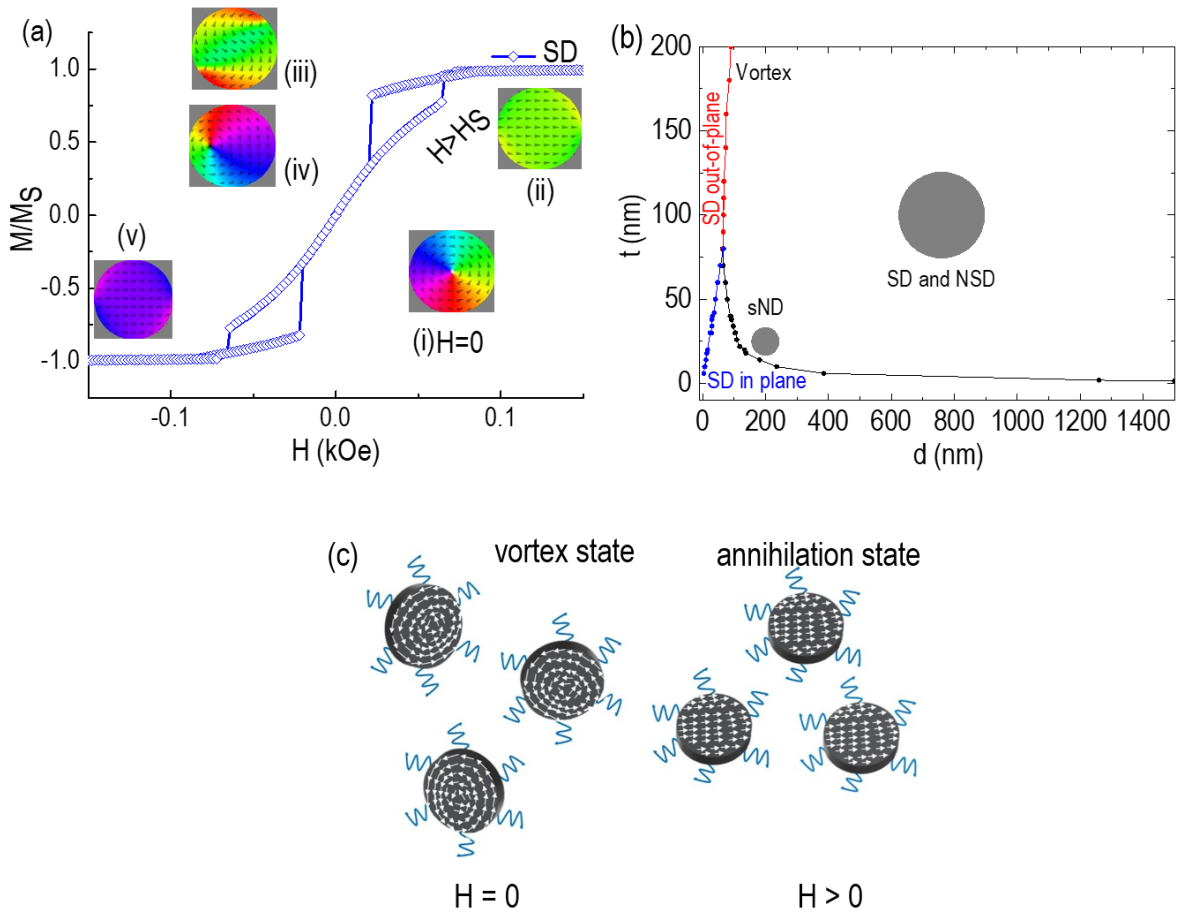 (a)
SD
1.0
0.5
0.0
-0.5
-1.0
M/MS
-0.1
0.0
0.1
H (kOe)
(iii)
(iv)
H>HS
(ii)
(v)
(i)H=0
(b)
200
150
100
50
0
t (nm)
0 200 400 600 800 1000 1200 1400
d (nm)
Vortex
SD out-of-plane
SD and NSD
sND
SD in plane
(c)
vortex state
annihilation state
H = 0
H > 0